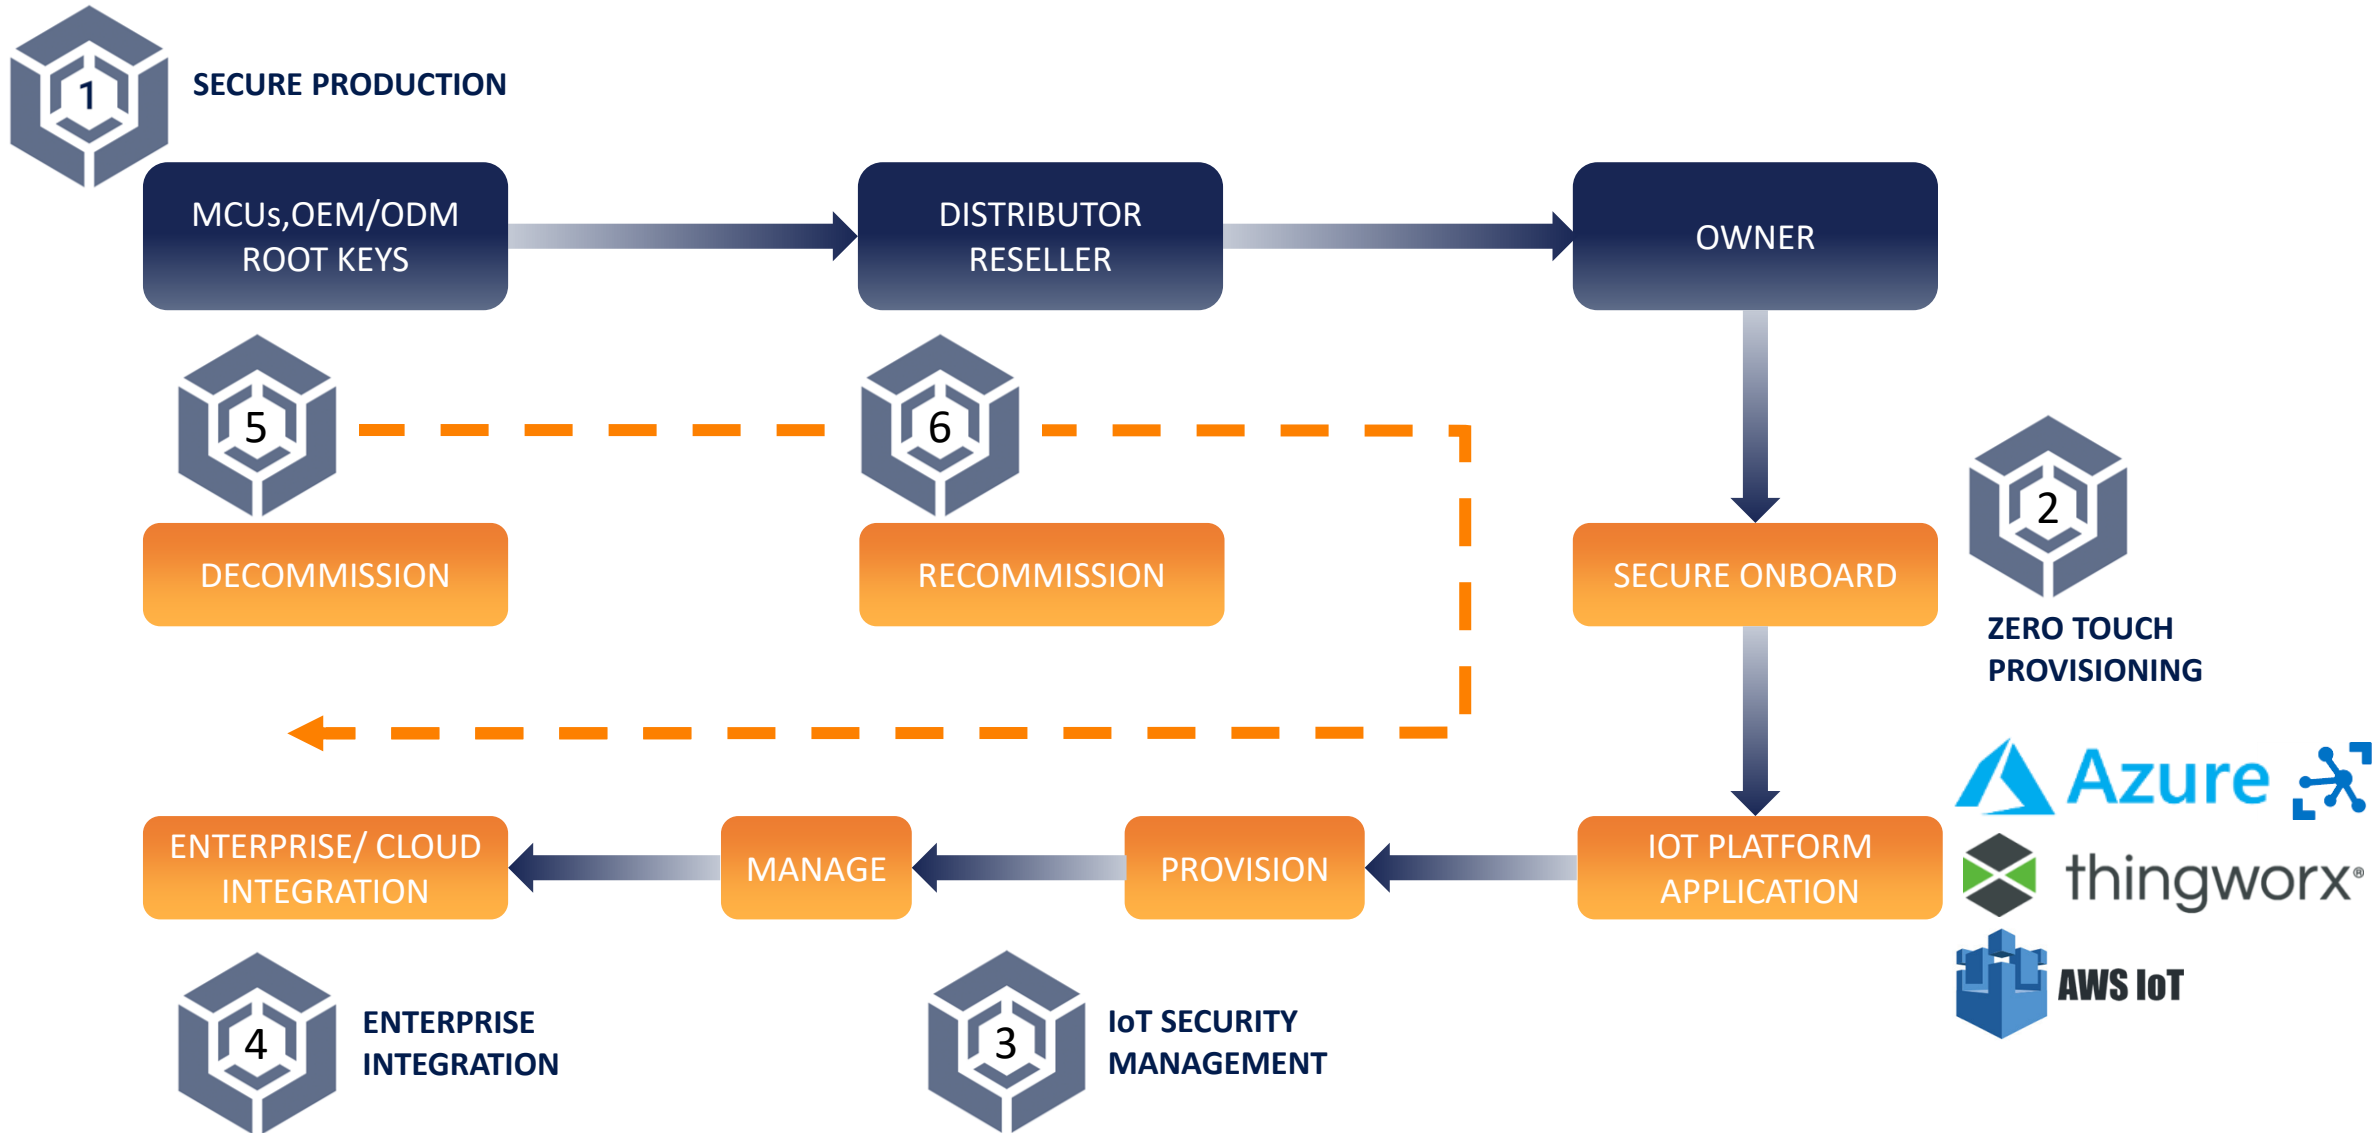 1
SECURE PRODUCTION
MCUs,OEM/ODM
ROOT KEYS
DISTRIBUTOR
RESELLER
OWNER
5
6
2
DECOMMISSION
RECOMMISSION
SECURE ONBOARD
ZERO TOUCH
PROVISIONING
Azure
ENTERPRISE/ CLOUD
INTEGRATION
MANAGE
PROVISION
IOT PLATFORM
APPLICATION
thingworx®
AWS IoT
4
ENTERPRISE
INTEGRATION
3
IoT SECURITY
MANAGEMENT